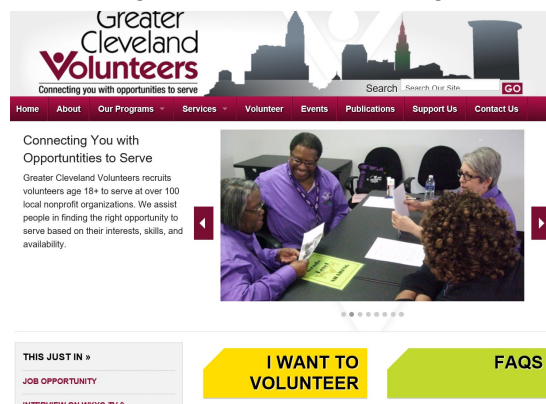 Greater
Cleveland
Volunteers
Connecting you with opportunities to serve
Search Search Our Site GO
Home About Our Programs Services Volunteer Events Publications Support Us Contact Us
Connecting You with
Opportuntities to Serve
Greater Cleveland Volunteers recruits
volunteers age 18+ to serve at over 100
local nonprofit organizations. We assist
people in finding the right opportunity to
serve based on their interests, skills, and
availability.
THIS JUST IN »
JOB OPPORTUNITY
I WANT TO
VOLUNTEER
FAQS